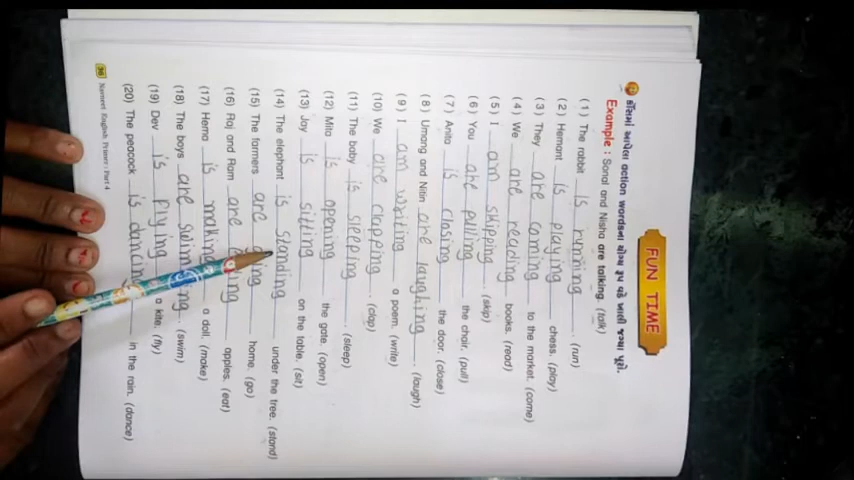 FUN TIME
કૌંસમાં આપેલા action wordsના યોગ્ય રૂપ વડે ખાલી જગ્યા પૂરો.
Example : Sonal and Nisha are talking. (talk)
(1) The rabbit is running. (run)
(2) Hemant is playing chess. (play)
(3) They are coming to the market. (come)
(4) We are reading books. (read)
(5) I am skipping. (skip)
(6) You are pulling the chair. (pull)
(7) Anita is closing the door. (close)
(8) Umang and Nitin are laughing. (laugh)
(9) I am writing a poem. (write)
(10) We are clapping. (clap)
(11) The baby is sleeping. (sleep)
(12) Mita is opening the gate. (open)
(13) Jay is sitting on the table. (sit)
(14) The elephant is standing under the tree. (stand)
(15) The farmers are home. (go)
(16) Raj and Ram are apples. (eat)
(17) Hema is making a doll. (make)
(18) The boys are swimming. (swim)
(19) Dev is flying a kite. (fly)
(20) The peacock is dancing in the rain. (dance)
36 Navneet English Primer : Part 4